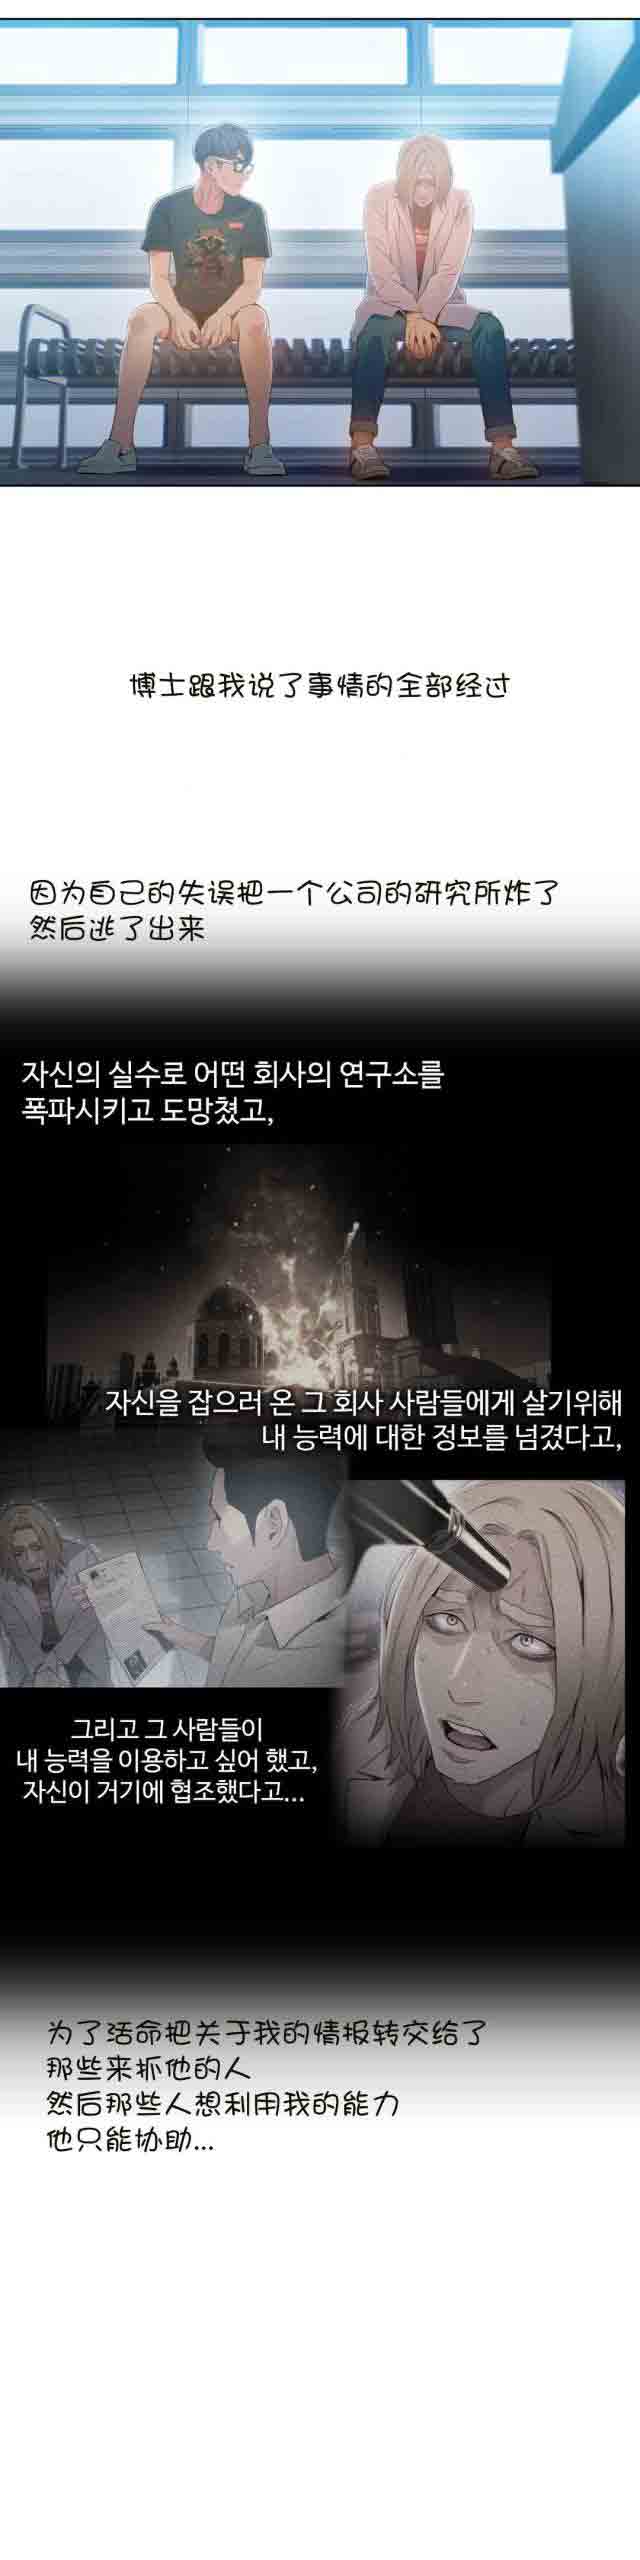 博士跟我说了事情的全部经过
因为自己的失误把一个公司的研究所炸了
然后逃了出来
자신의 실수로 어떤 회사의 연구소를
폭파시키고 도망쳤고,
자신을 잡으러 온 그 회사 사람들에게 살기위해
내 능력에 대한 정보를 넘겼다고,
그리고 그 사람들이
내 능력을 이용하고 싶어 했고,
자신이 거기에 협조했다고...
为了活命把关于我的情报转交给了
那些来抓他的人
然后那些人想利用我的能力
他只能协助...